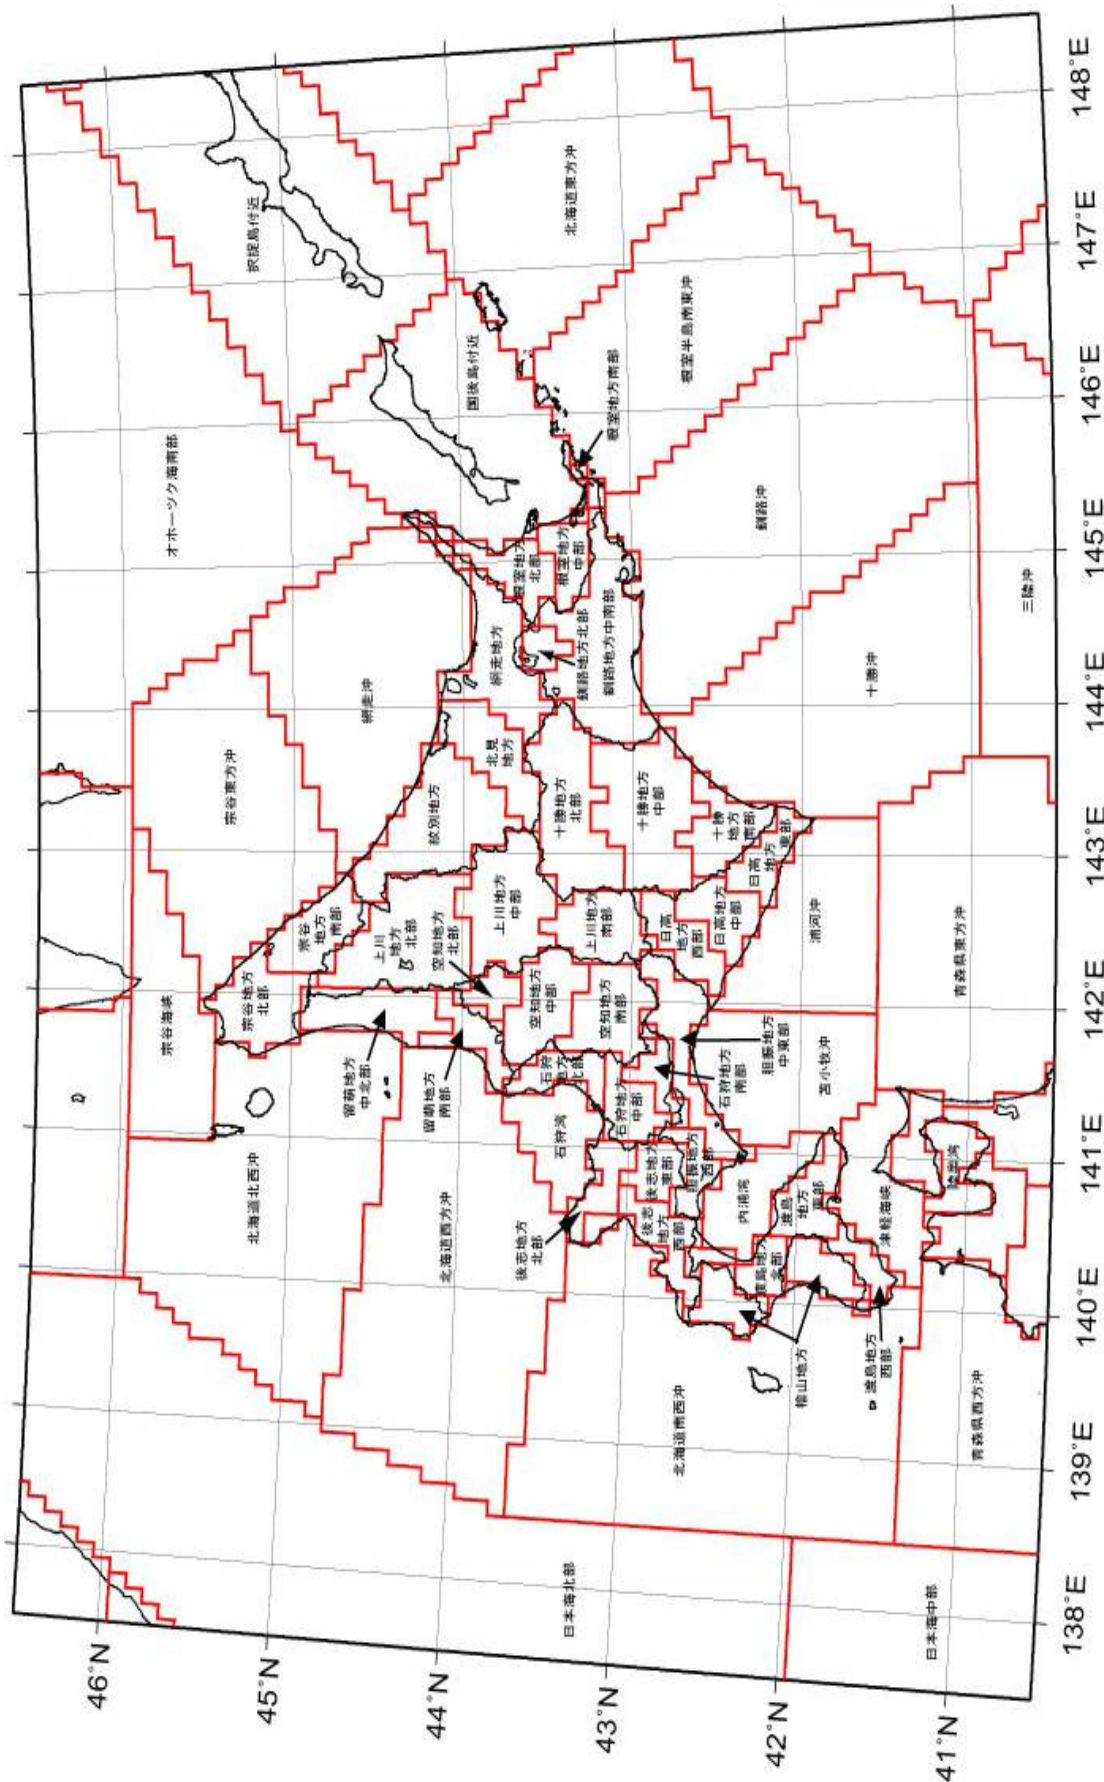 オホーツク海南部
択捉島付近
宗谷東方沖
国後島付近
北海道東方沖
網走沖
宗谷海峡
宗谷地方
北部
宗谷
地方
南部
紋別地方
網走地方
根室地方
北部
根室地方
中部
根室地方南部
根室半島南東沖
北見
地方
釧路地方北部
釧路地方中南部
釧路沖
上川
地方
北部
空知地方
北部
上川地方
中部
十勝地方
北部
十勝地方
中部
十勝
地方
南部
十勝沖
三陸沖
北海道北西沖
留萌地方
中北部
留萌地方
南部
空知地方
中部
上川地方
南部
空知地方
南部
日高
地方
西部
日高地方
中部
日高
地方
東部
浦河沖
青森県東方沖
北海道西方沖
石狩湾
石狩
地方
北部
石狩地方
中部
石狩地方
南部
胆振地方
中東部
苫小牧沖
後志地方
北部
後志地方
東部
後志
地方
西部
胆振地方
西部
内浦湾
渡島
地方
東部
渡島地方
北部
津軽海峡
陸奥湾
檜山地方
渡島地方
西部
北海道南西沖
青森県西方沖
日本海北部
日本海中部
46°N
45°N
44°N
43°N
42°N
41°N
138°E
139°E
140°E
141°E
142°E
143°E
144°E
145°E
146°E
147°E
148°E